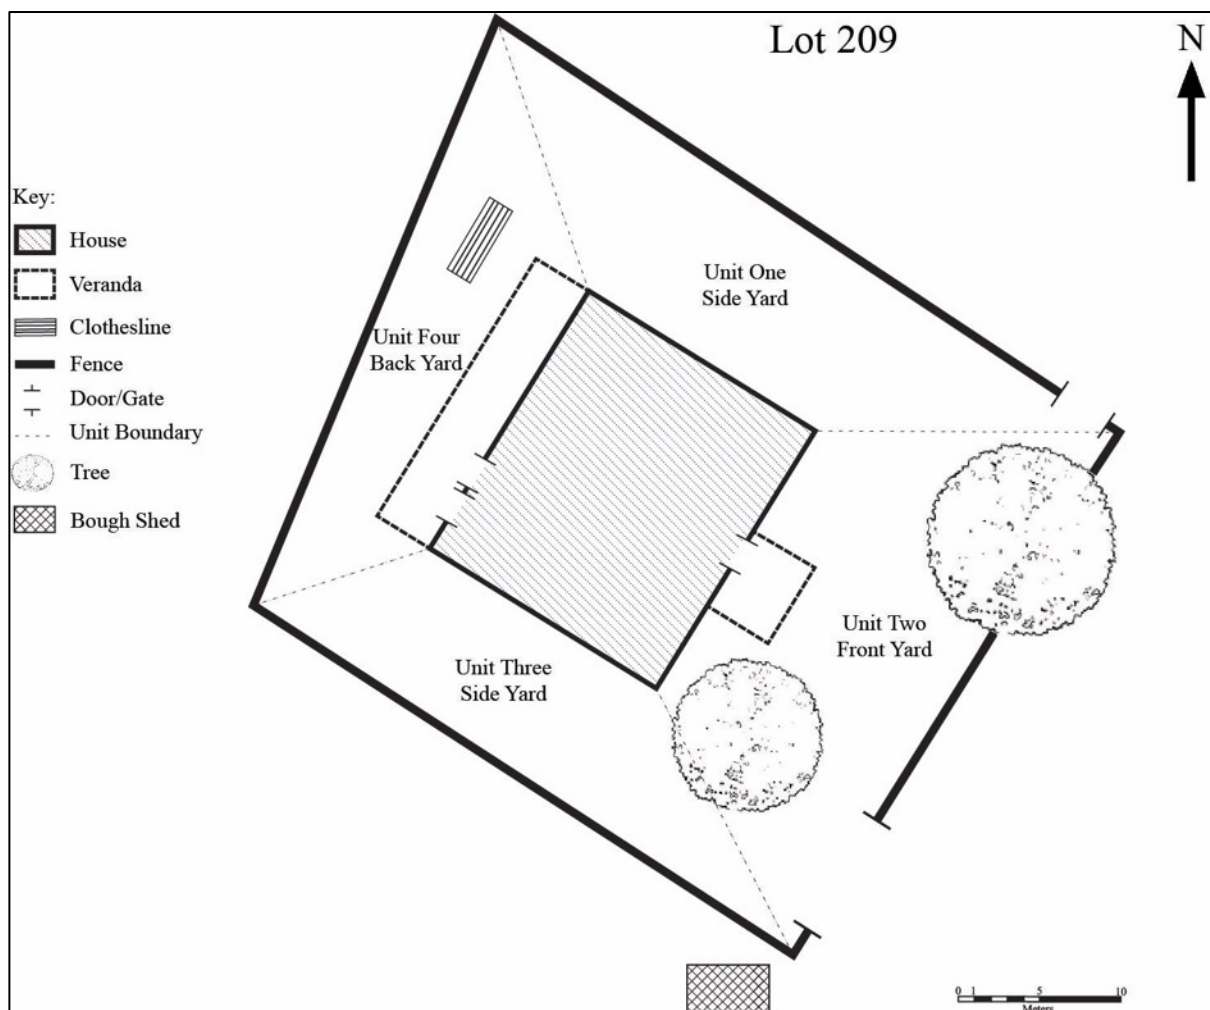 Lot 209
N
Key:
House
Veranda
Clothesline
Fence
Door/Gate
Unit Boundary
Tree
Bough Shed
Unit One
Side Yard
Unit Four
Back Yard
Unit Two
Front Yard
Unit Three
Side Yard
0 1 5 10
Meters